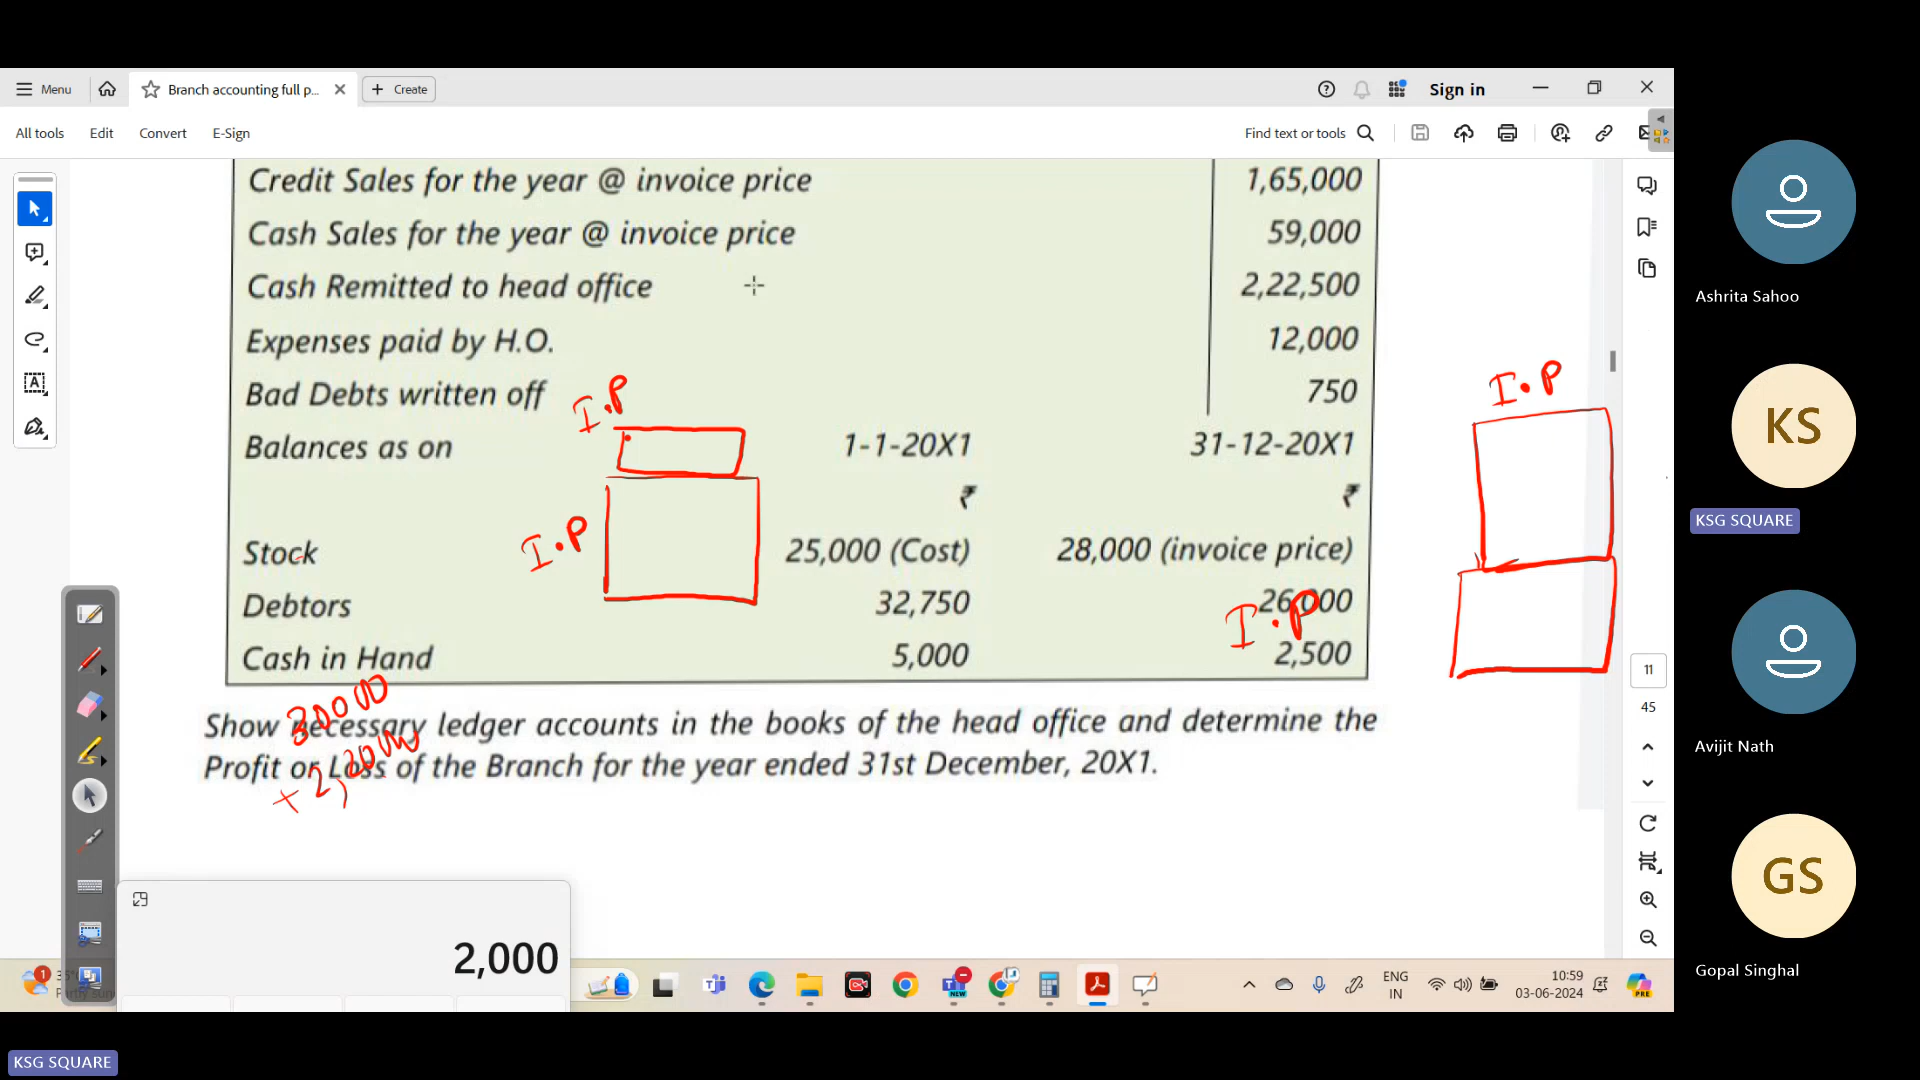 Menu
Branch accounting full p...
Create
Sign in
All tools
Edit
Convert
E-Sign
Find text or tools
Credit Sales for the year @ invoice price 1,65,000
Cash Sales for the year @ invoice price 59,000
Cash Remitted to head office 2,22,500
Expenses paid by H.O. 12,000
Bad Debts written off 750
I.P
Balances as on 1-1-20X1 31-12-20X1
₹ ₹
I.P
Stock 25,000 (Cost) 28,000 (invoice price)
Debtors 32,750 26,000
I.P
Cash in Hand 5,000 2,500
I.P
30000
+ 2,20000
Show necessary ledger accounts in the books of the head office and determine the
Profit or Loss of the Branch for the year ended 31st December, 20X1.
11
45
2,000
1
ENG
IN
10:59
03-06-2024
PRE
NEW
Ashrita Sahoo
KS
KSG SQUARE
Avijit Nath
GS
Gopal Singhal
KSG SQUARE